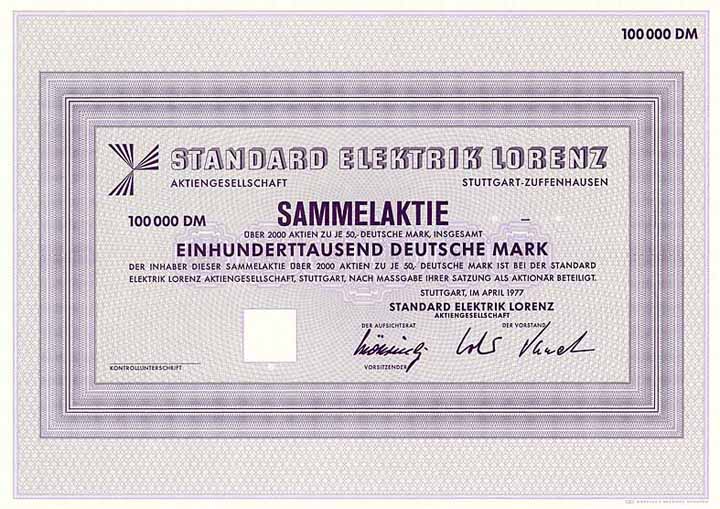 100 000 DM
STANDARD ELEKTRIK LORENZ
AKTIENGESELLSCHAFT STUTTGART-ZUFFENHAUSEN
100 000 DM SAMMELAKTIE –
ÜBER 2000 AKTIEN ZU JE 50,- DEUTSCHE MARK, INSGESAMT
EINHUNDERTTAUSEND DEUTSCHE MARK
DER INHABER DIESER SAMMELAKTIE ÜBER 2000 AKTIEN ZU JE 50,- DEUTSCHE MARK IST BEI DER STANDARD
ELEKTRIK LORENZ AKTIENGESELLSCHAFT, STUTTGART, NACH MASSGABE IHRER SATZUNG ALS AKTIONÄR BETEILIGT.
STUTTGART, IM APRIL 1977
STANDARD ELEKTRIK LORENZ
AKTIENGESELLSCHAFT
DER AUFSICHTSRAT DER VORSTAND
VORSITZENDER
KONTROLLUNTERSCHRIFT